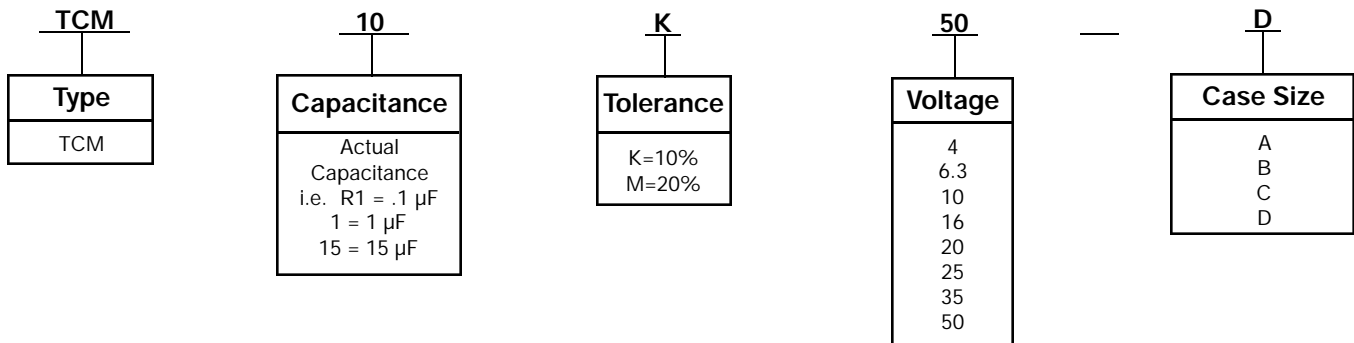 TCM 10 K 50 D
Type
TCM
Capacitance
Actual
Capacitance
i.e. R1 = .1 µF
1 = 1 µF
15 = 15 µF
Tolerance
K=10%
M=20%
Voltage
4
6.3
10
16
20
25
35
50
Case Size
A
B
C
D